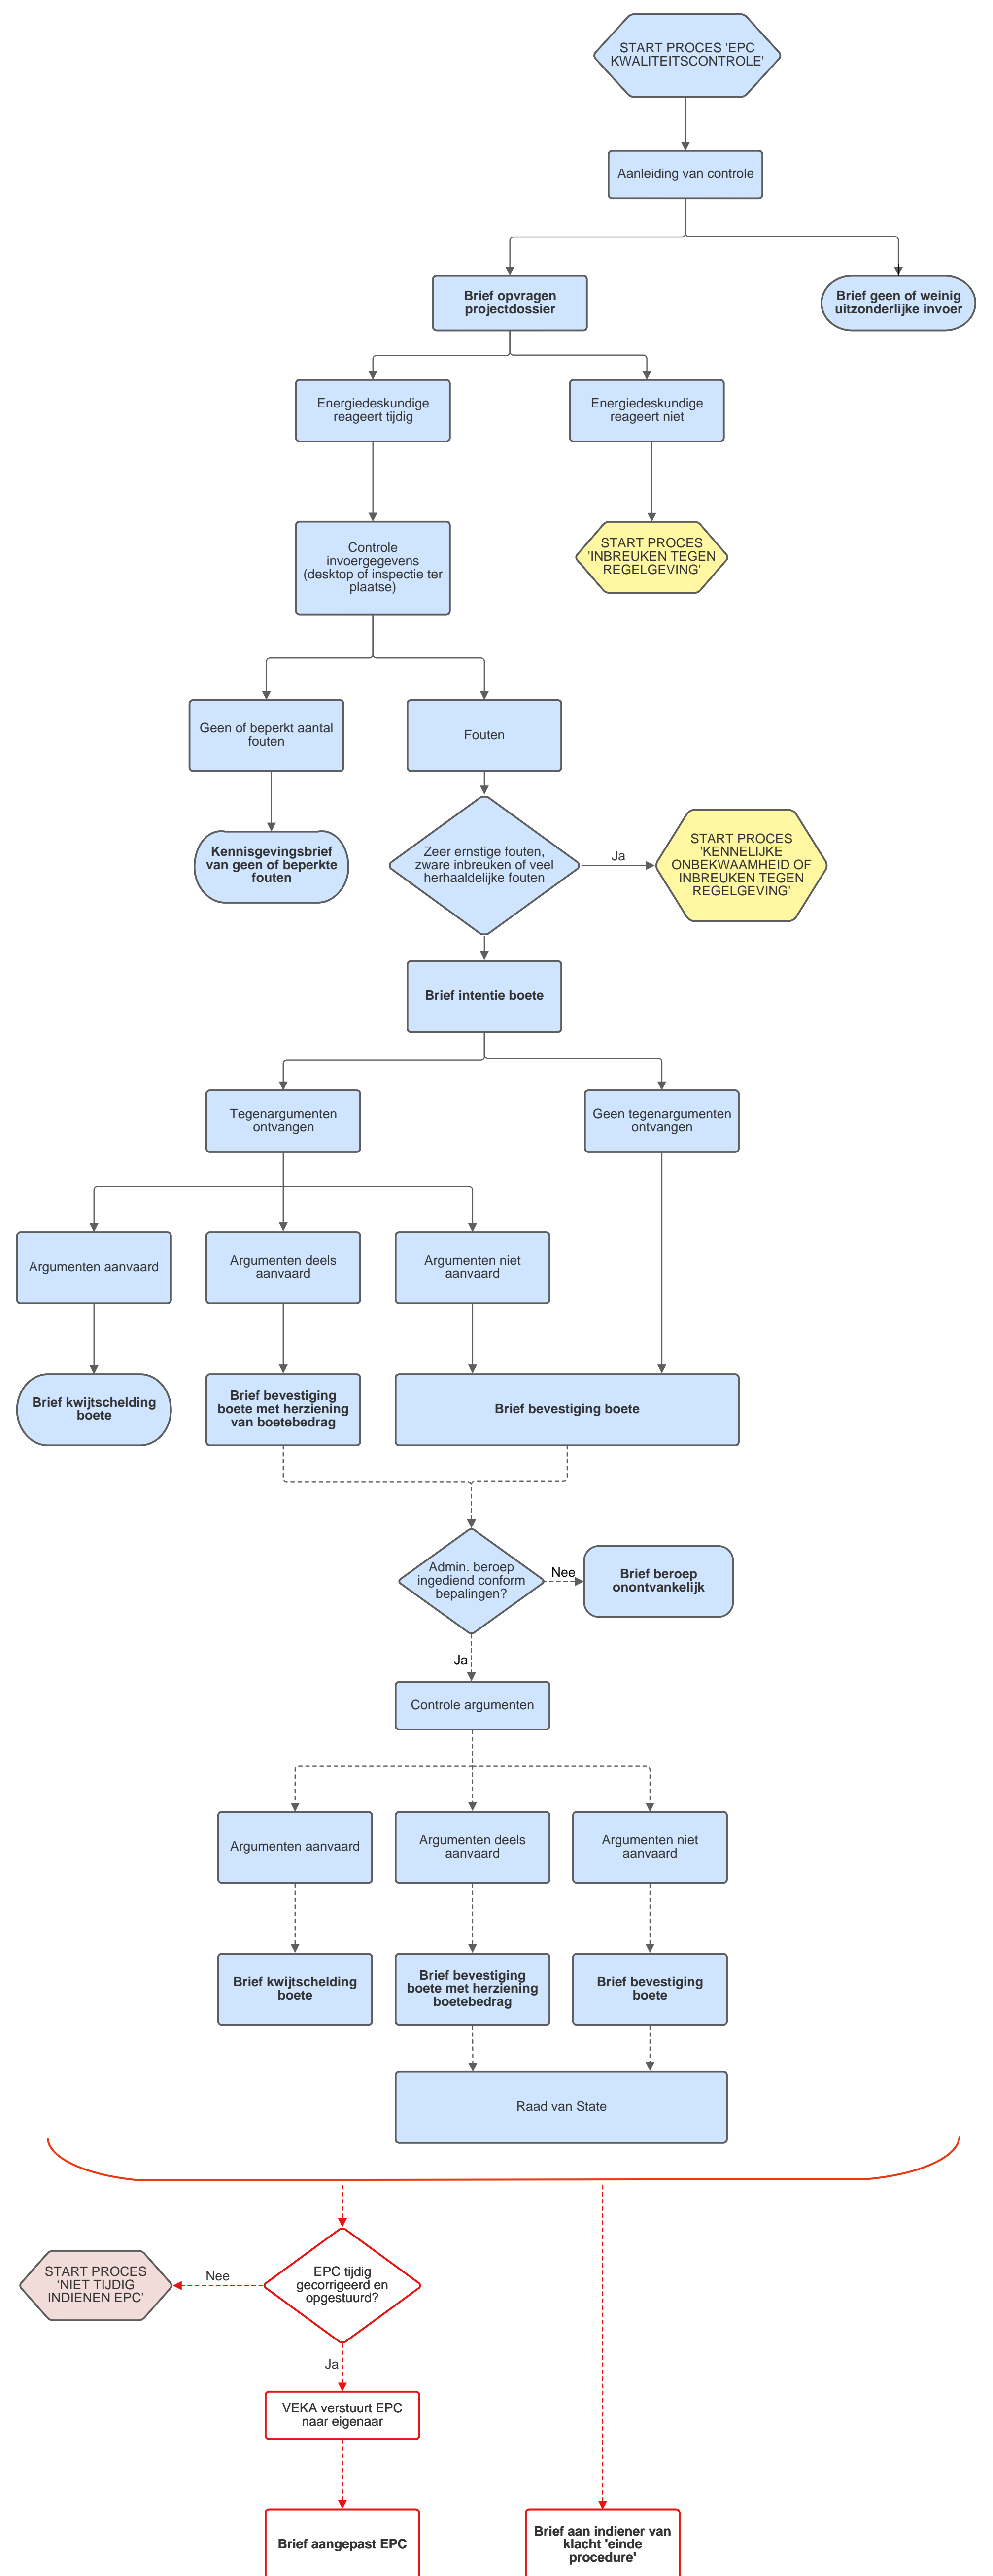 START PROCES 'EPC
KWALITEITSCONTROLE'
Aanleiding van controle
Brief opvragen
projectdossier
Brief geen of weinig
uitzonderlijke invoer
Energiedeskundige
reageert tijdig
Energiedeskundige
reageert niet
Controle
invoergegevens
(desktop of inspectie ter
plaatse)
START PROCES
'INBREUKEN TEGEN
REGELGEVING'
Geen of beperkt aantal
fouten
Fouten
Kennisgevingsbrief
van geen of beperkte
fouten
Zeer ernstige fouten,
zware inbreuken of veel
herhaaldelijke fouten
Ja
START PROCES
'KENNELIJKE
ONBEKWAAMHEID OF
INBREUKEN TEGEN
REGELGEVING'
Brief intentie boete
Tegenargumenten
ontvangen
Geen tegenargumenten
ontvangen
Argumenten aanvaard
Argumenten deels
aanvaard
Argumenten niet
aanvaard
Brief kwijtschelding
boete
Brief bevestiging
boete met herziening
van boetebedrag
Brief bevestiging boete
Admin. beroep
ingediend conform
bepalingen?
Nee
Brief beroep
onontvankelijk
Ja
Controle argumenten
Argumenten aanvaard
Argumenten deels
aanvaard
Argumenten niet
aanvaard
Brief kwijtschelding
boete
Brief bevestiging
boete met herziening
boetebedrag
Brief bevestiging
boete
Raad van State
START PROCES
‘NIET TIJDIG
INDIENEN EPC’
Nee
EPC tijdig
gecorrigeerd en
opgestuurd?
Ja
VEKA verstuurt EPC
naar eigenaar
Brief aangepast EPC
Brief aan indiener van
klacht 'einde
procedure'